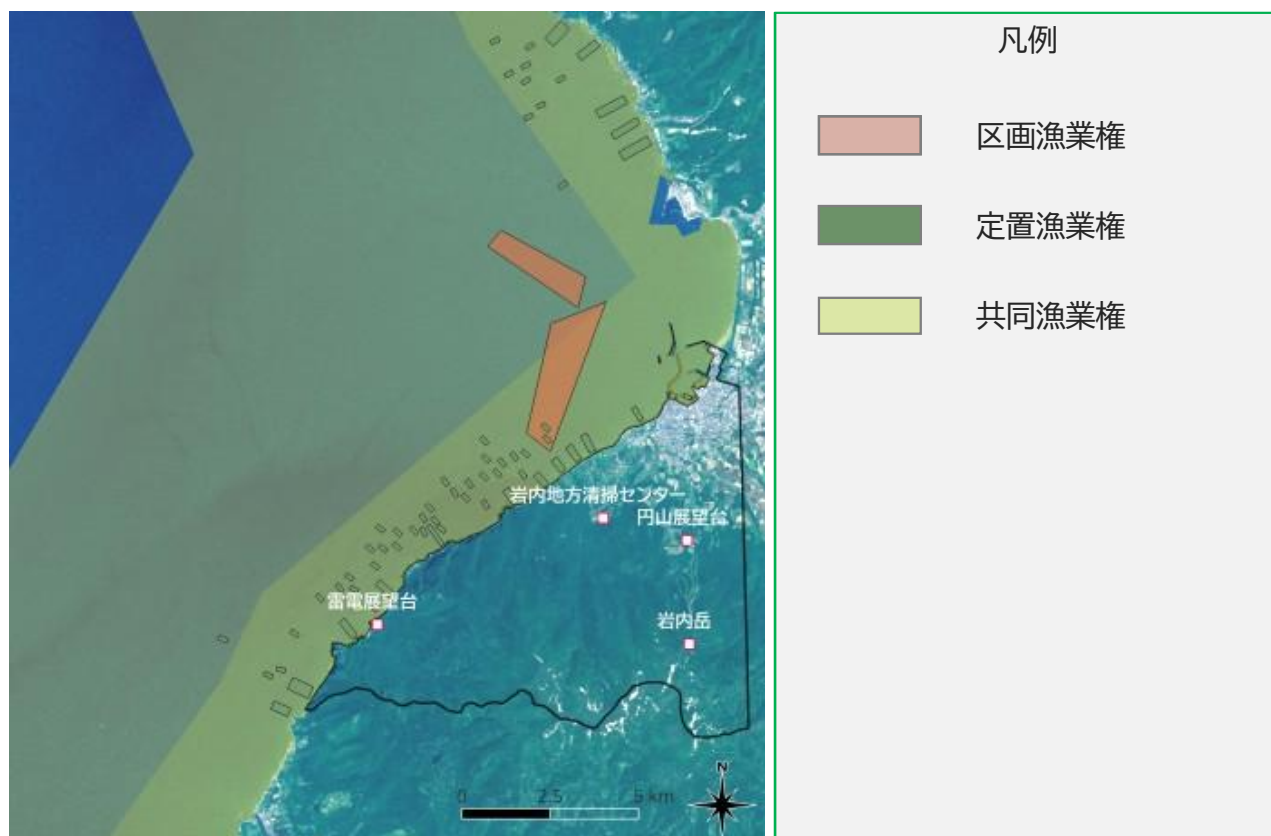 岩内地方清掃センター
円山展望台
雷電展望台
岩内岳
0 2.5 5 km
N
凡例
区画漁業権
定置漁業権
共同漁業権